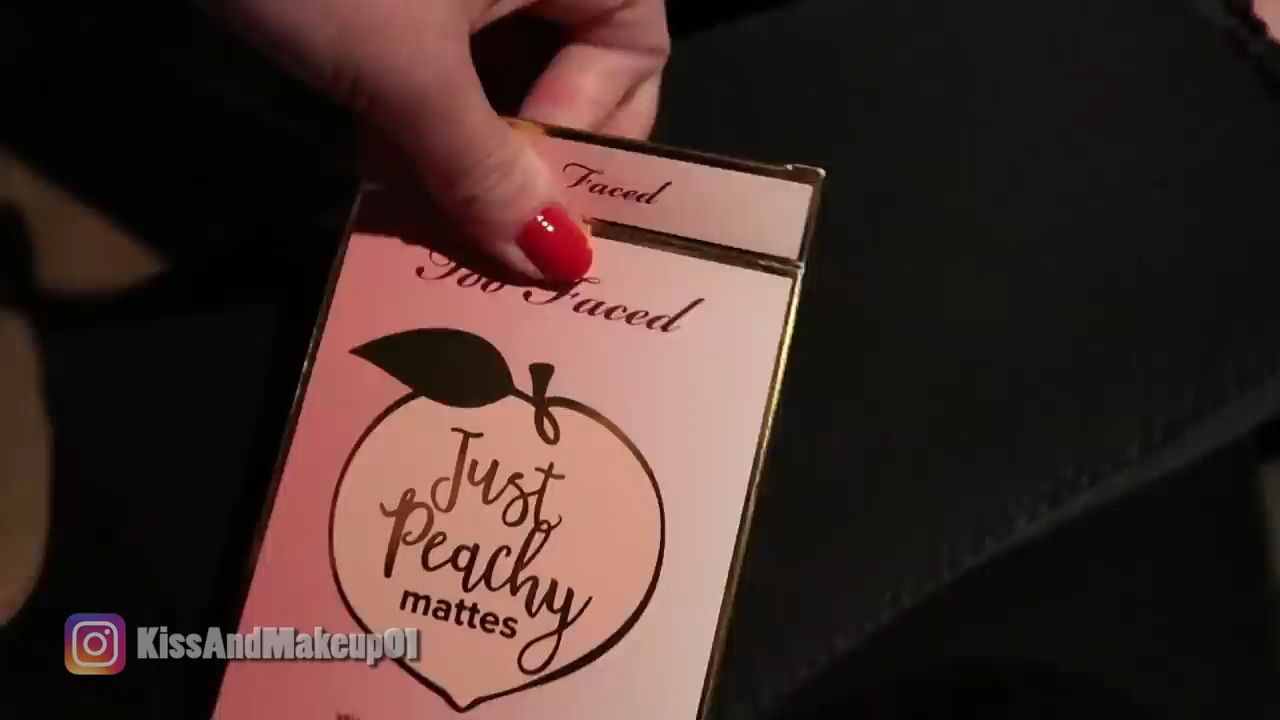 Faced
Too Faced
Just
Peachy
mattes
KissAndMakeup01